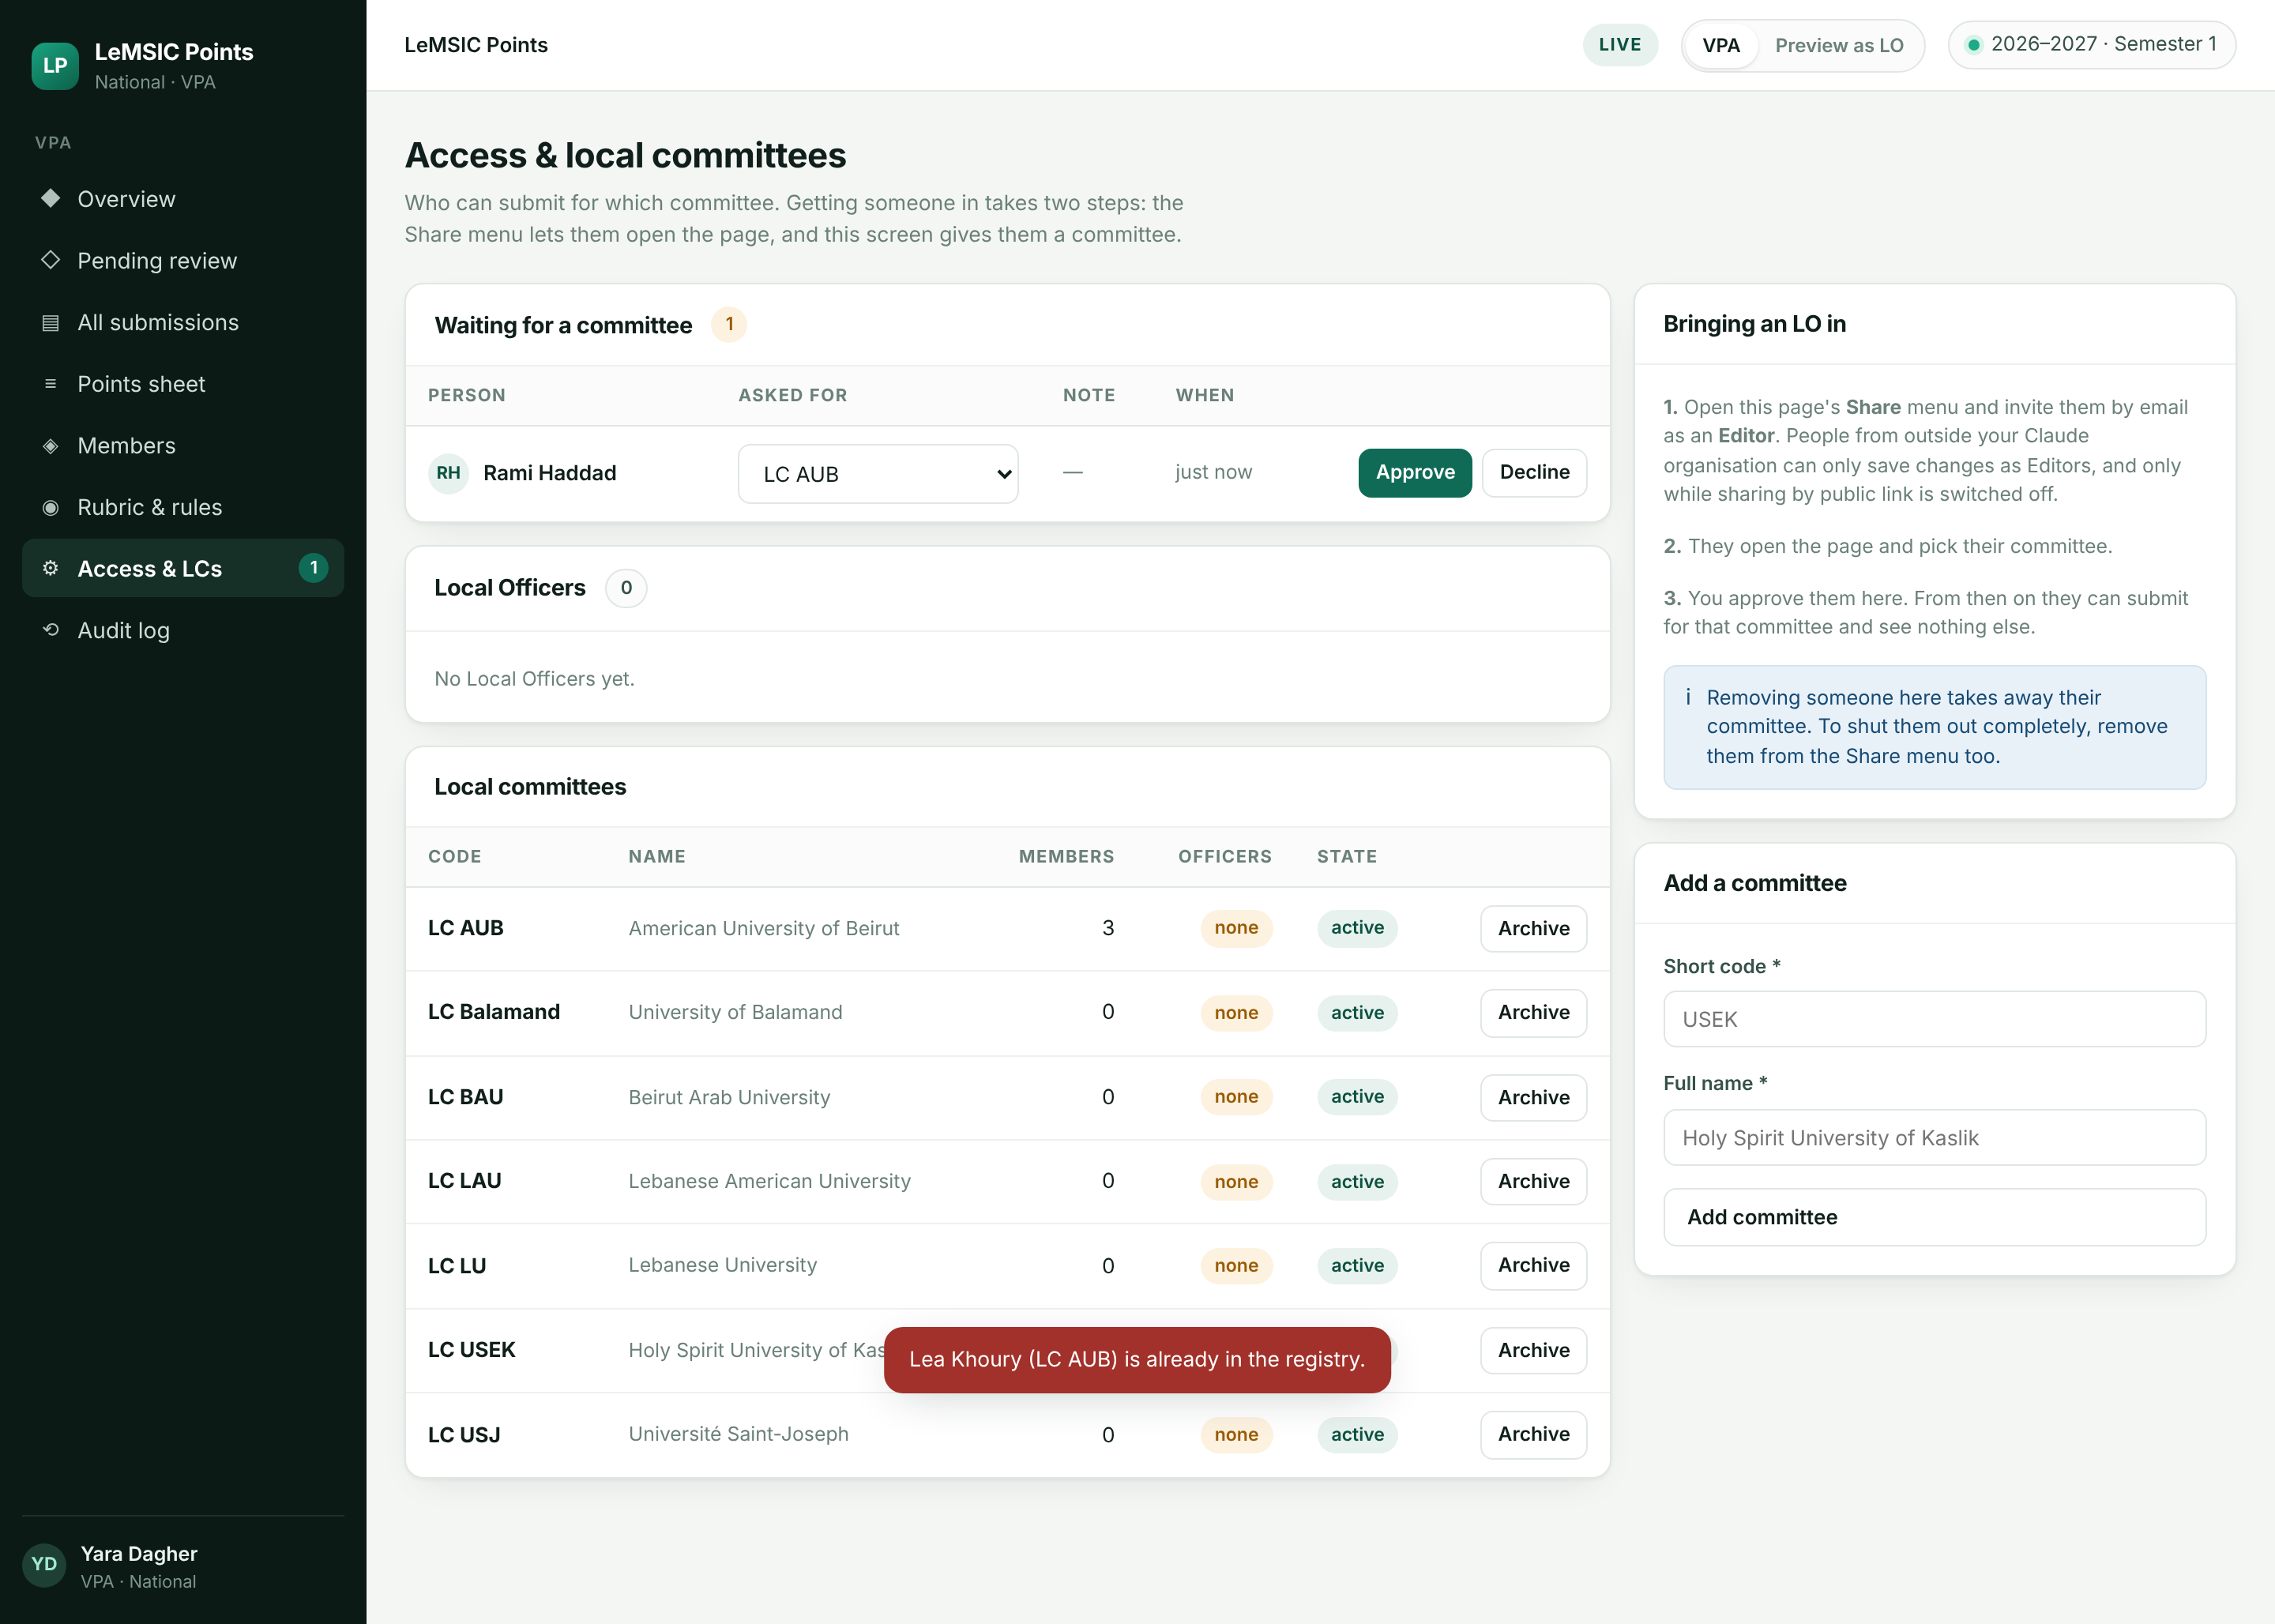 LP
LeMSIC Points
National · VPA
VPA
Overview
Pending review
All submissions
Points sheet
Members
Rubric & rules
Access & LCs 1
Audit log
YD
Yara Dagher
VPA · National
LeMSIC Points
LIVE
VPA Preview as LO
2026–2027 · Semester 1
Access & local committees
Who can submit for which committee. Getting someone in takes two steps: the
Share menu lets them open the page, and this screen gives them a committee.
Waiting for a committee 1
PERSON ASKED FOR NOTE WHEN
RH Rami Haddad LC AUB — just now Approve Decline
Local Officers 0
No Local Officers yet.
Local committees
CODE NAME MEMBERS OFFICERS STATE
LC AUB American University of Beirut 3 none active Archive
LC Balamand University of Balamand 0 none active Archive
LC BAU Beirut Arab University 0 none active Archive
LC LAU Lebanese American University 0 none active Archive
LC LU Lebanese University 0 none active Archive
LC USEK Holy Spirit University of Archive
Lea Khoury (LC AUB) is already in the registry.
LC USJ Université Saint-Joseph 0 none active Archive
Bringing an LO in
1. Open this page's Share menu and invite them by email
as an Editor. People from outside your Claude
organisation can only save changes as Editors, and only
while sharing by public link is switched off.
2. They open the page and pick their committee.
3. You approve them here. From then on they can submit
for that committee and see nothing else.
i Removing someone here takes away their
committee. To shut them out completely, remove
them from the Share menu too.
Add a committee
Short code *
USEK
Full name *
Holy Spirit University of Kaslik
Add committee